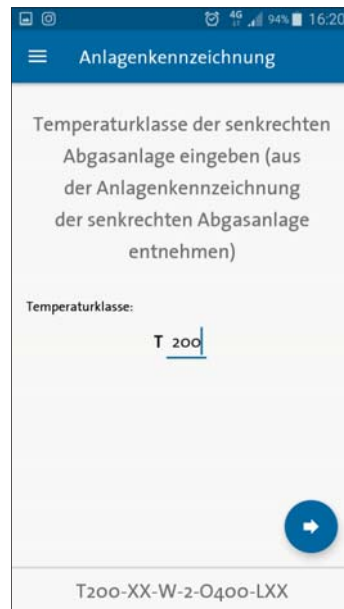 4G 94% 16:20
Anlagenkennzeichnung
Temperaturklasse der senkrechten
Abgasanlage eingeben (aus
der Anlagenkennzeichnung
der senkrechten Abgasanlage
entnehmen)
Temperaturklasse:
T 200
T200-XX-W-2-O400-LXX